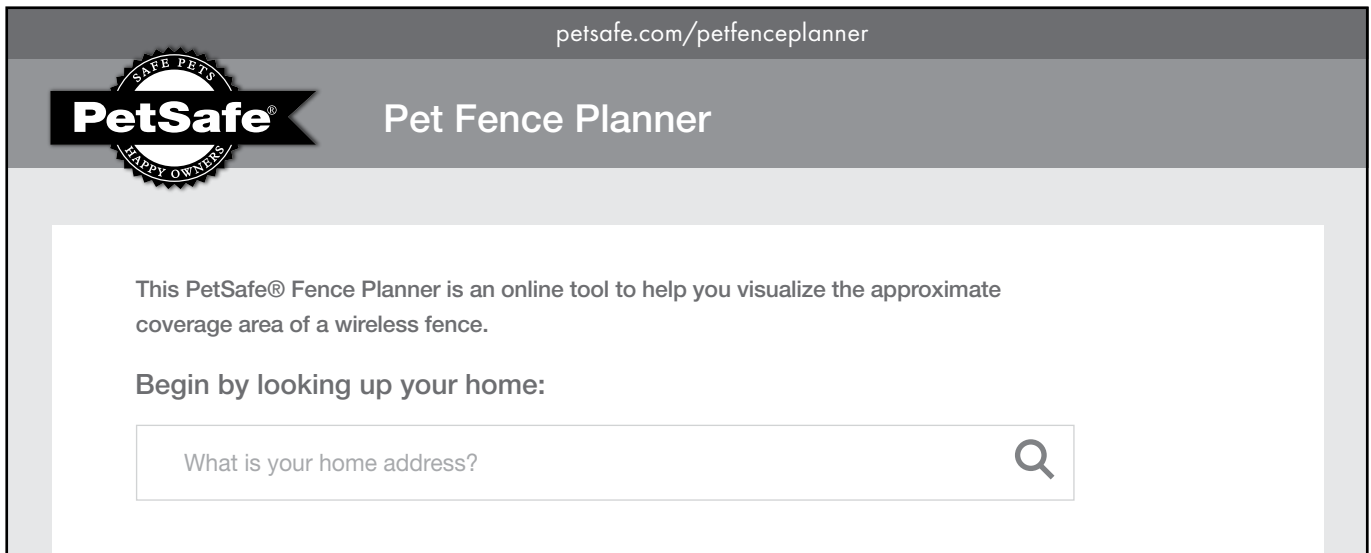 petsafe.com/petfenceplanner
SAFE PETS
PetSafe®
HAPPY OWNERS
Pet Fence Planner
This PetSafe® Fence Planner is an online tool to help you visualize the approximate
coverage area of a wireless fence.
Begin by looking up your home:
What is your home address?